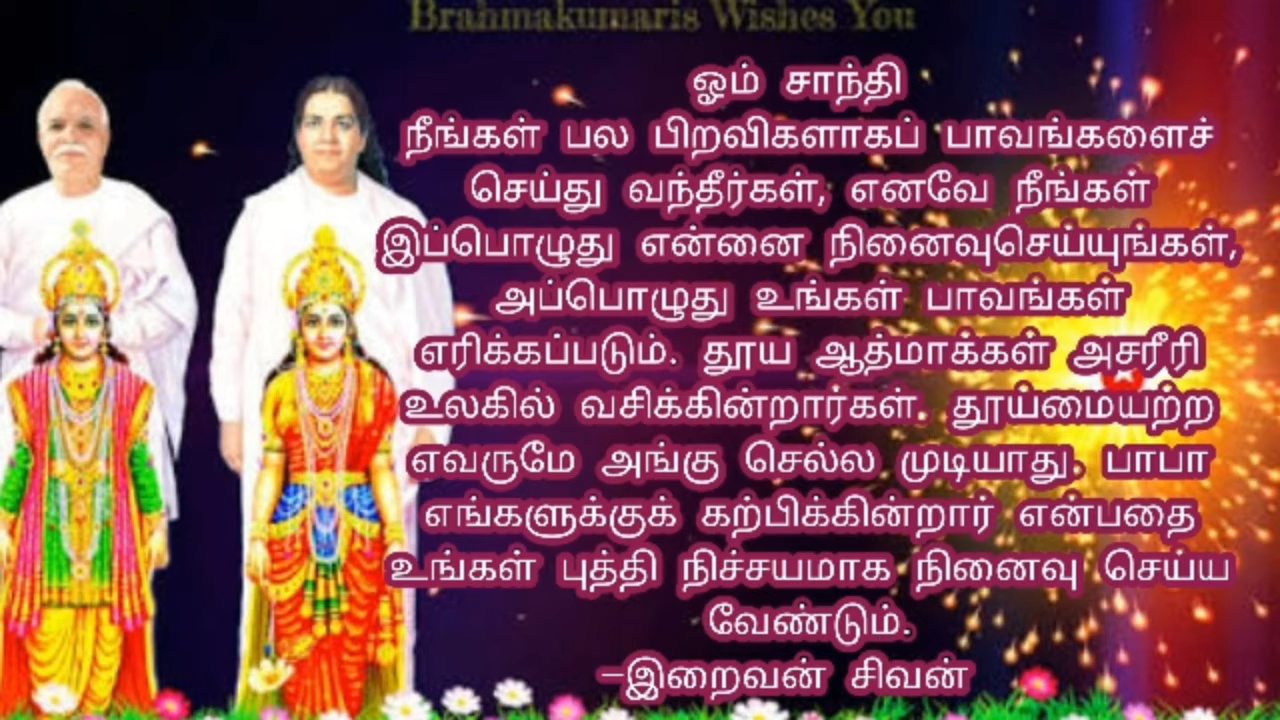 Brahmakumaris Wishes You
ஓம் சாந்தி
நீங்கள் பல பிறவிகளாகப் பாவங்களைச்
செய்து வந்தீர்கள், எனவே நீங்கள்
இப்பொழுது என்னை நினைவுசெய்யுங்கள்,
அப்பொழுது உங்கள் பாவங்கள்
எரிக்கப்படும். தூய ஆத்மாக்கள் அசரீரி
உலகில் வசிக்கின்றார்கள். தூய்மையற்ற
எவருமே அங்கு செல்ல முடியாது. பாபா
எங்களுக்குக் கற்பிக்கின்றார் என்பதை
உங்கள் புத்தி நிச்சயமாக நினைவு செய்ய
வேண்டும்.
-இறைவன் சிவன்